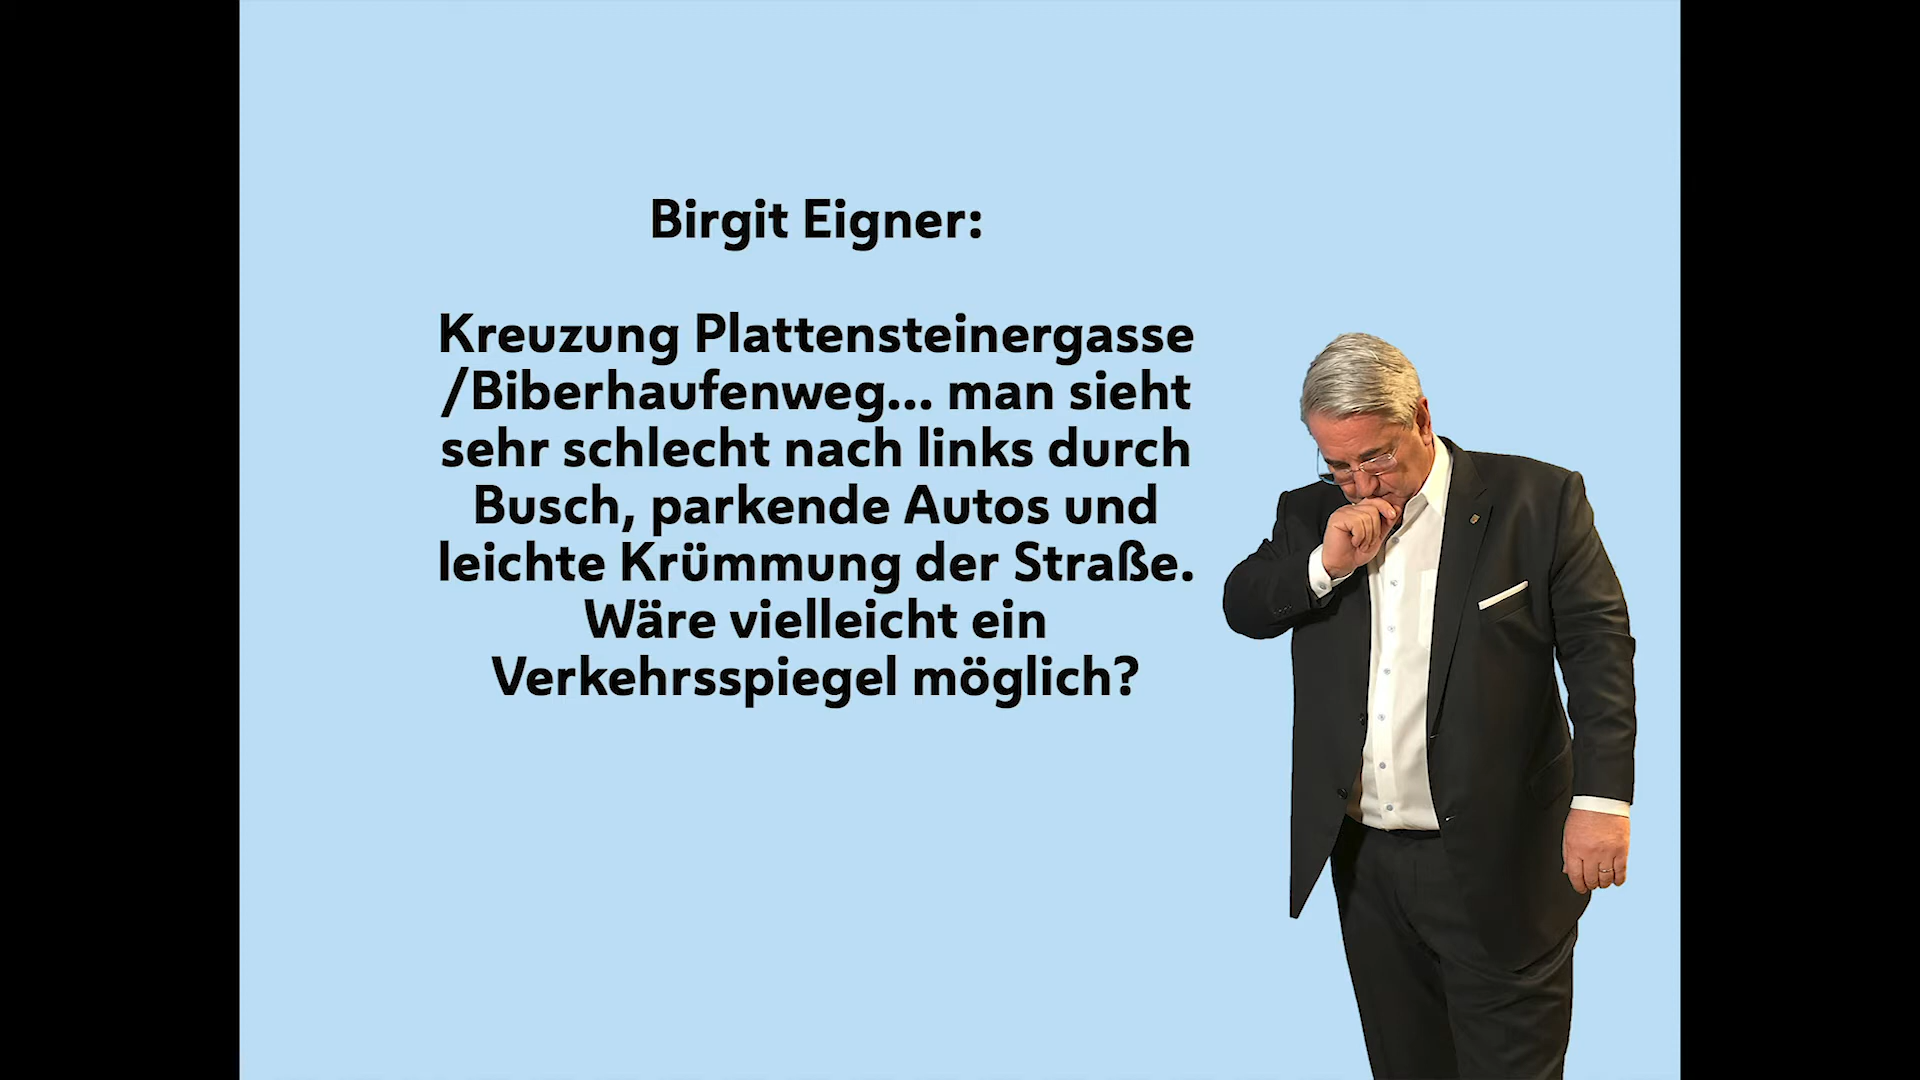 Birgit Eigner:
Kreuzung Plattensteinergasse
/Biberhaufenweg... man sieht
sehr schlecht nach links durch
Busch, parkende Autos und
leichte Krümmung der Straße.
Wäre vielleicht ein
Verkehrsspiegel möglich?